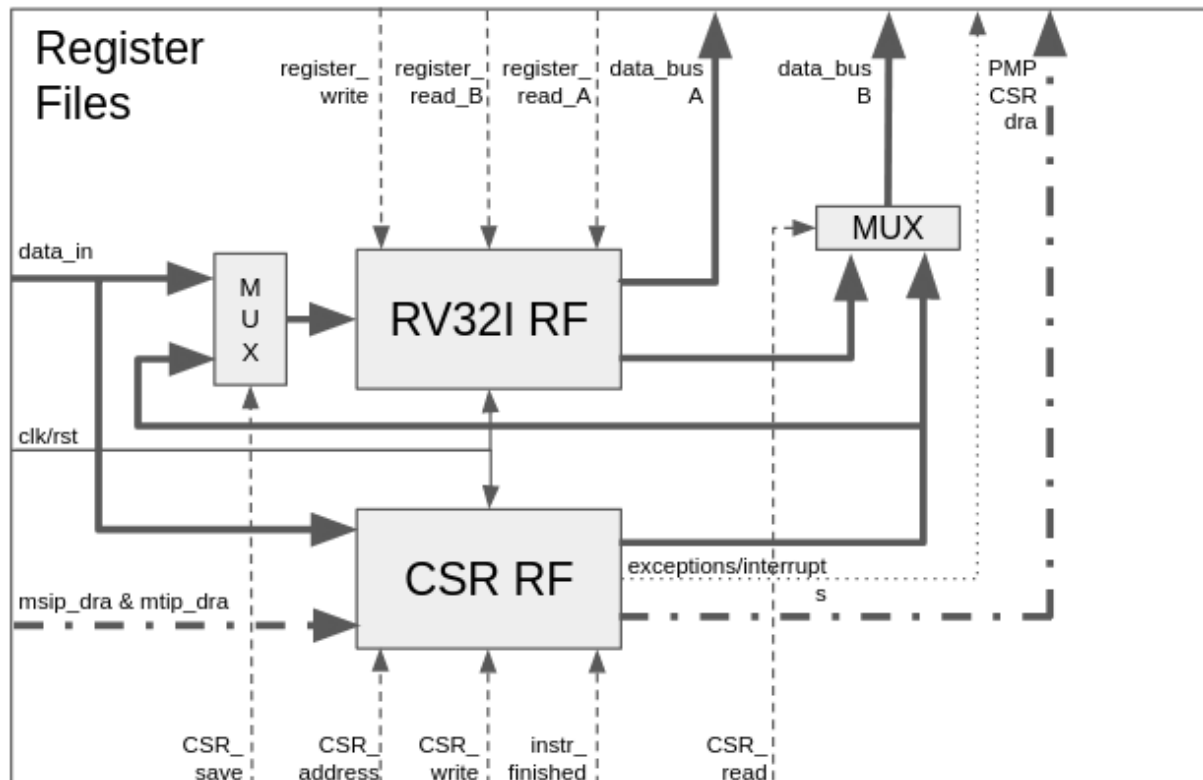 Register
Files
register_
write
register_
read_B
register_
read_A
data_bus
A
data_bus
B
PMP
CSR
dra
data_in
M
U
X
RV32I RF
MUX
clk/rst
CSR RF
exceptions/interrupt
s
msip_dra & mtip_dra
CSR_
save
CSR_
address
CSR_
write
instr_
finished
CSR_
read